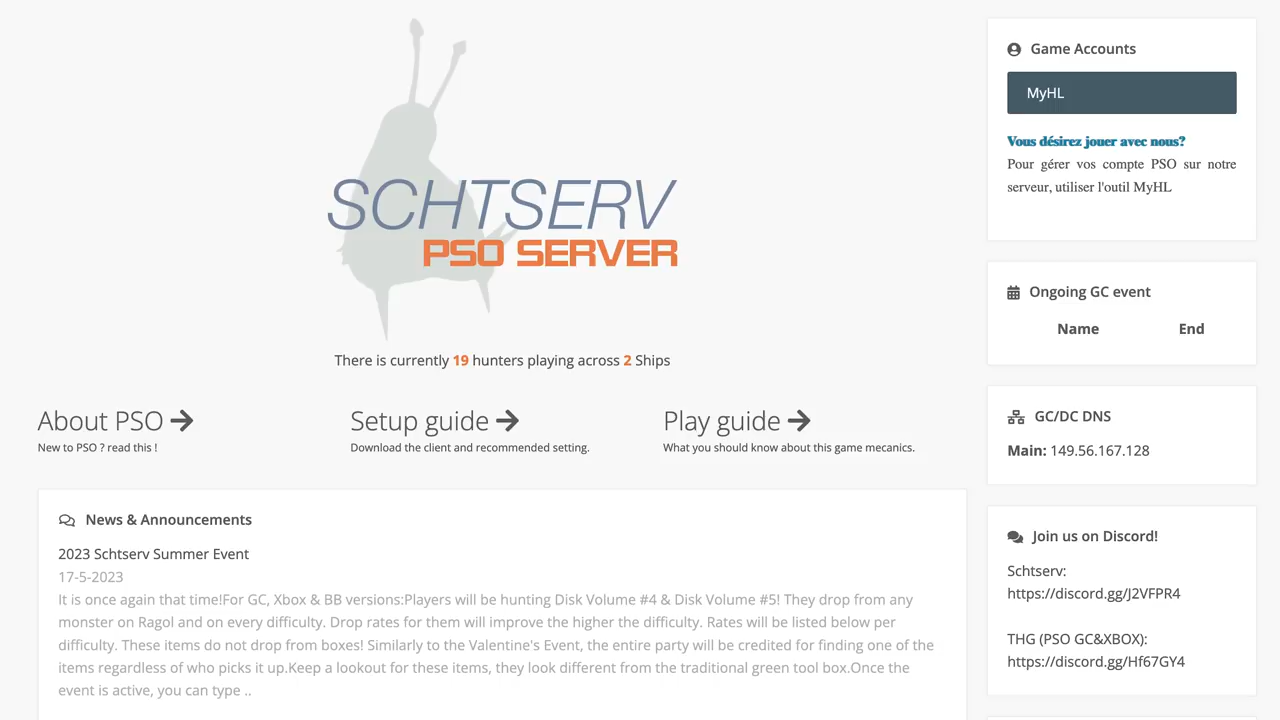 SCHTSERV
PSO SERVER
There is currently 19 hunters playing across 2 Ships
About PSO
New to PSO ? read this !
Setup guide
Download the client and recommended setting.
Play guide
What you should know about this game mecanics.
News & Announcements
2023 Schtserv Summer Event
17-5-2023
It is once again that time!For GC, Xbox & BB versions:Players will be hunting Disk Volume #4 & Disk Volume #5! They drop from any
monster on Ragol and on every difficulty. Drop rates for them will improve the higher the difficulty. Rates will be listed below per
difficulty. These items do not drop from boxes! Similarly to the Valentine's Event, the entire party will be credited for finding one of the
items regardless of who picks it up.Keep a lookout for these items, they look different from the traditional green tool box.Once the
event is active, you can type ..
Game Accounts
MyHL
Vous désirez jouer avec nous?
Pour gérer vos compte PSO sur notre
serveur, utiliser l'outil MyHL
Ongoing GC event
Name End
GC/DC DNS
Main: 149.56.167.128
Join us on Discord!
Schtserv:
https://discord.gg/J2VFPR4
THG (PSO GC&XBOX):
https://discord.gg/Hf67GY4